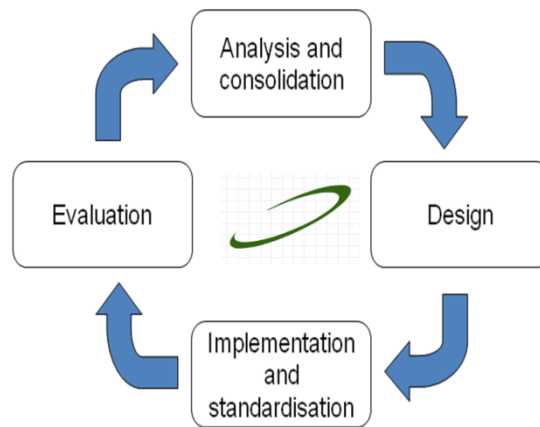 Analysis and
consolidation
Evaluation
Design
Implementation
and
standardisation